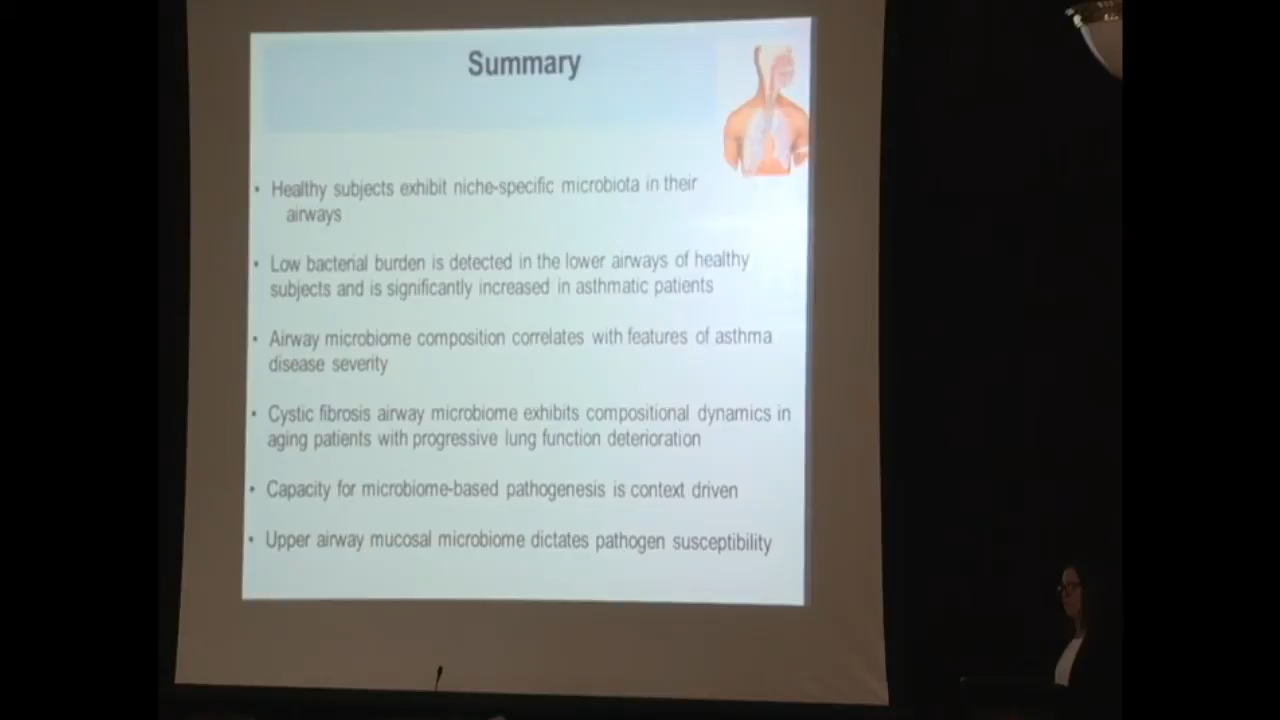 Summary
• Healthy subjects exhibit niche-specific microbiota in their
airways
• Low bacterial burden is detected in the lower airways of healthy
subjects and is significantly increased in asthmatic patients
• Airway microbiome composition correlates with features of asthma
disease severity
• Cystic fibrosis airway microbiome exhibits compositional dynamics in
aging patients with progressive lung function deterioration
• Capacity for microbiome-based pathogenesis is context driven
• Upper airway mucosal microbiome dictates pathogen susceptibility